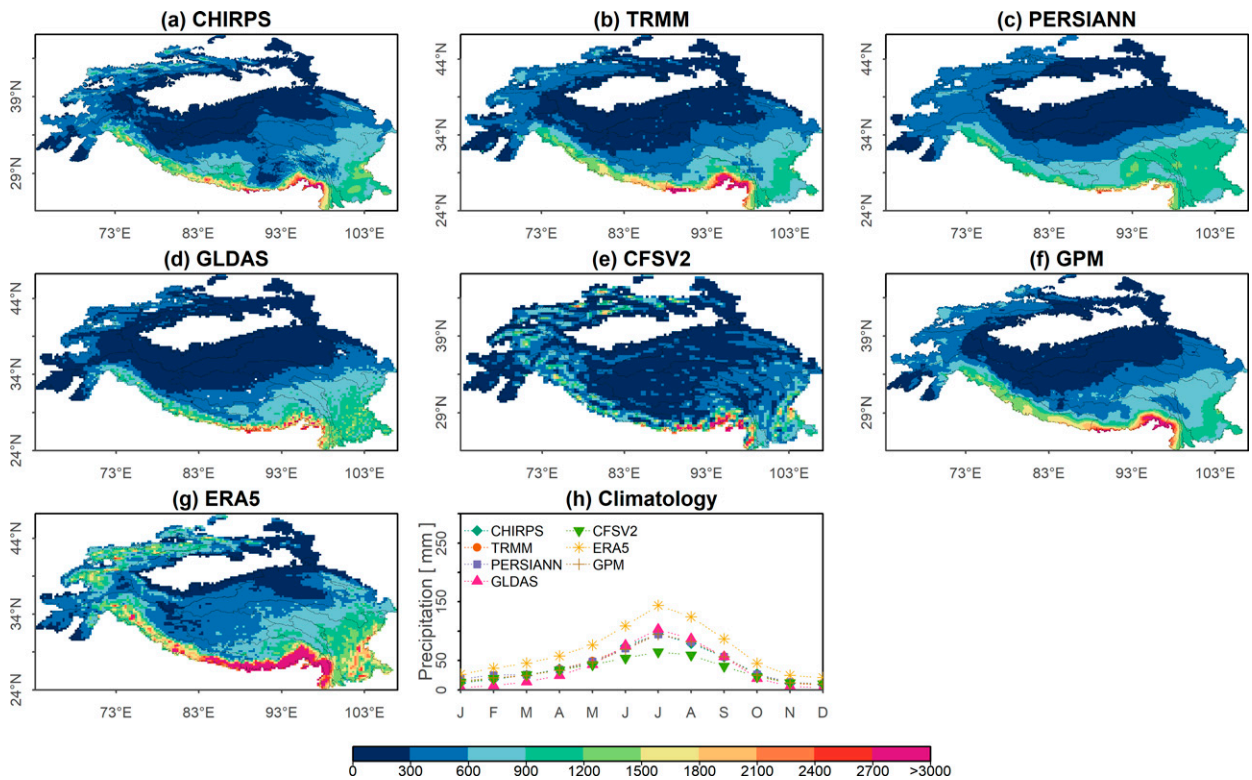 (a) CHIRPS
(b) TRMM
(c) PERSIANN
39°N
29°N
73°E 83°E 93°E 103°E
44°N
34°N
24°N
73°E 83°E 93°E 103°E
44°N
34°N
24°N
73°E 83°E 93°E 103°E
(d) GLDAS
(e) CFSV2
(f) GPM
44°N
34°N
24°N
73°E 83°E 93°E 103°E
39°N
29°N
73°E 83°E 93°E 103°E
39°N
29°N
73°E 83°E 93°E 103°E
(g) ERA5
(h) Climatology
44°N
34°N
24°N
73°E 83°E 93°E 103°E
Precipitation [ mm ]
250
150
50
0
CHIRPS
TRMM
PERSIANN
GLDAS
CFSV2
ERA5
GPM
J F M A M J J A S O N D
0 300 600 900 1200 1500 1800 2100 2400 2700 >3000